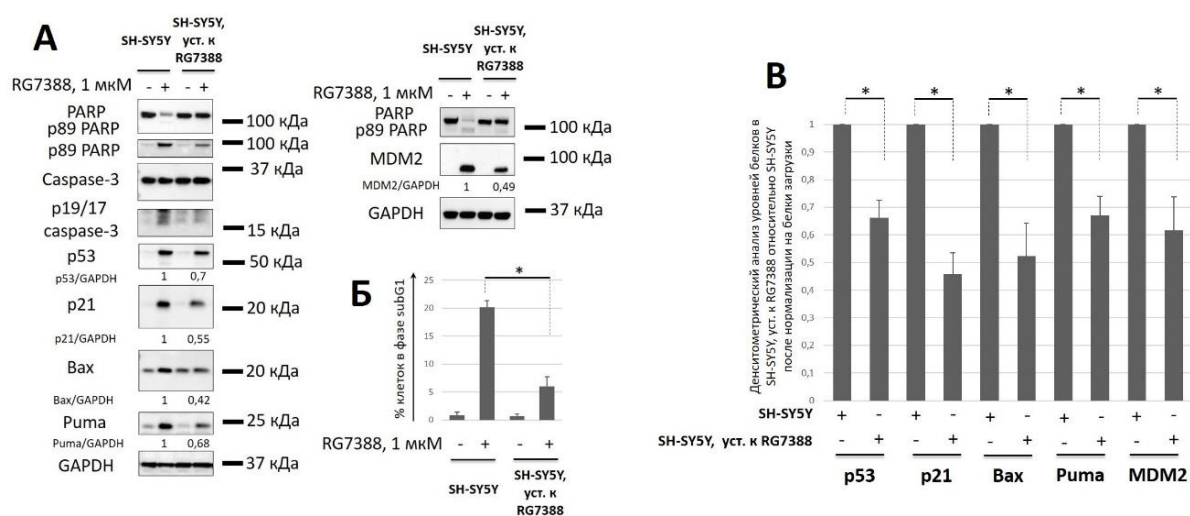 А
SH-SY5Y
SH-SY5Y,
уст. к
RG7388
RG7388, 1 мкМ
- + - +
PARP
p89 PARP
100 кДа
p89 PARP
100 кДа
Caspase-3
37 кДа
p19/17
caspase-3
15 кДа
p53
50 кДа
p53/GAPDH 1 0,7
p21
20 кДа
p21/GAPDH 1 0,55
Bax
20 кДа
Bax/GAPDH 1 0,42
Puma
25 кДа
Puma/GAPDH 1 0,68
GAPDH
37 кДа
SH-SY5Y
SH-SY5Y,
уст. к
RG7388
RG7388, 1 мкМ
- + - +
PARP
p89 PARP
100 кДа
MDM2
100 кДа
MDM2/GAPDH 1 0,49
GAPDH
37 кДа
Б
% клеток в фазе subG1
25
20
15
10
5
0
*
RG7388, 1 мкМ - + - +
SH-SY5Y
SH-SY5Y,
уст. к
RG7388
В
Денситометрический анализ уровней белков в
SH-SY5Y, уст. к RG7388 относительно SH-SY5Y
после нормализации на белки загрузки
* * * * *
1
0,9
0,8
0,7
0,6
0,5
0,4
0,3
0,2
0,1
0
SH-SY5Y + - + - + - + - + -
SH-SY5Y, уст. к RG7388 - + - + - + - + - +
p53 p21 Bax Puma MDM2